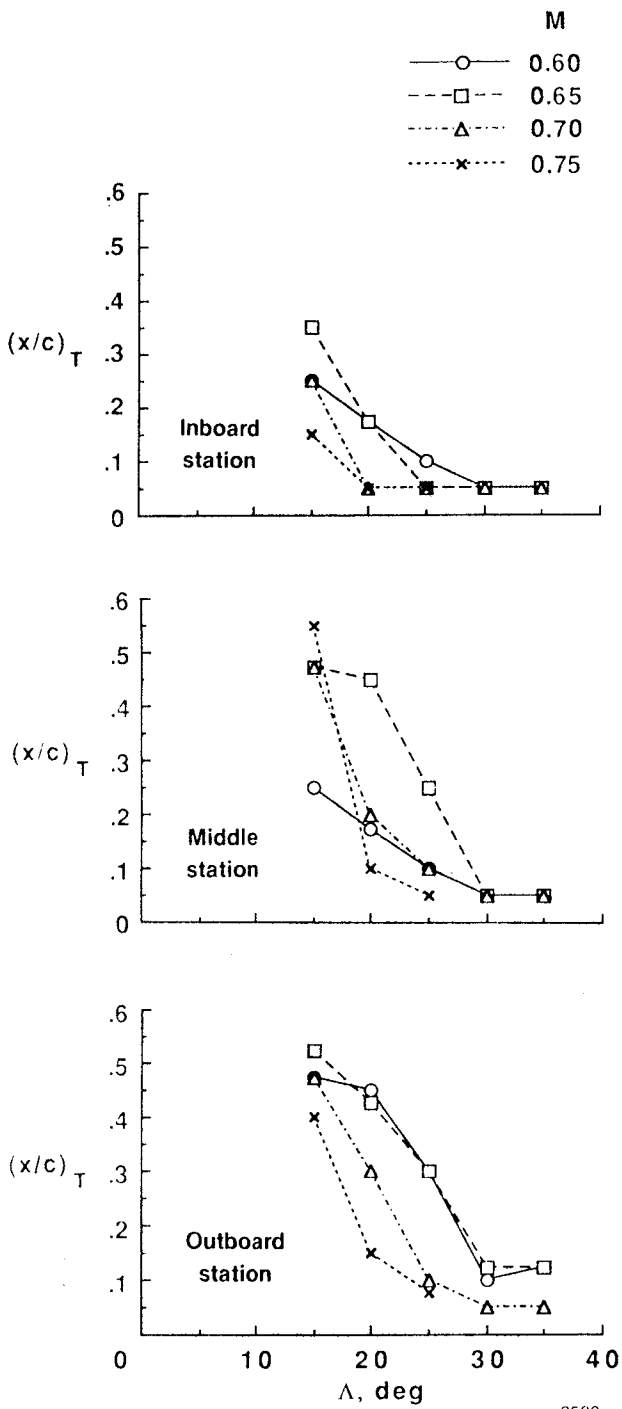 M
0.60
0.65
0.70
0.75
.6
.5
.4
(x/c)T
.3
.2
Inboard
station
.1
0
.6
.5
.4
(x/c)T
.3
.2
Middle
station
.1
0
.6
.5
.4
(x/c)T
.3
.2
Outboard
station
.1
0 10 20 30 40
Λ, deg